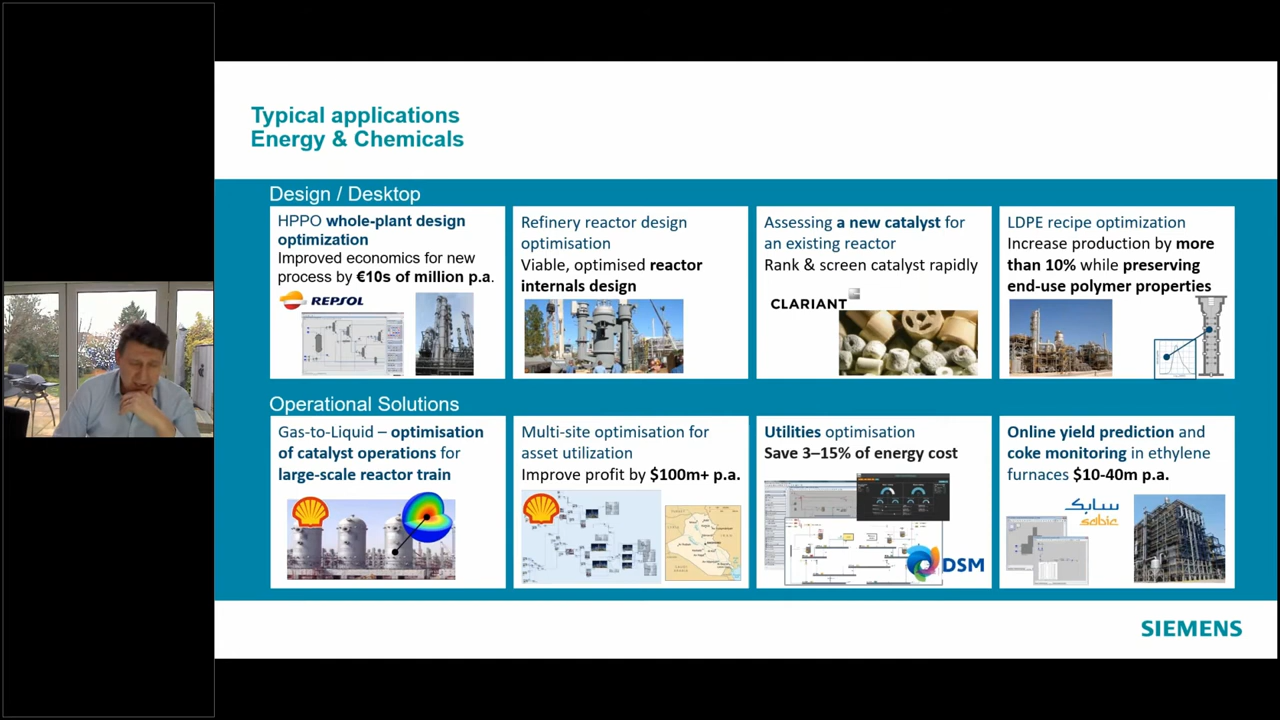 Typical applications
Energy & Chemicals
Design / Desktop
HPPO whole-plant design
optimization
Improved economics for new
process by €10s of million p.a.
REPSOL
Refinery reactor design
optimisation
Viable, optimised reactor
internals design
Assessing a new catalyst for
an existing reactor
Rank & screen catalyst rapidly
CLARIANT
LDPE recipe optimization
Increase production by more
than 10% while preserving
end-use polymer properties
Operational Solutions
Gas-to-Liquid – optimisation
of catalyst operations for
large-scale reactor train
Multi-site optimisation for
asset utilization
Improve profit by $100m+ p.a.
Utilities optimisation
Save 3–15% of energy cost
DSM
Online yield prediction and
coke monitoring in ethylene
furnaces $10-40m p.a.
سابك
sabic
SIEMENS